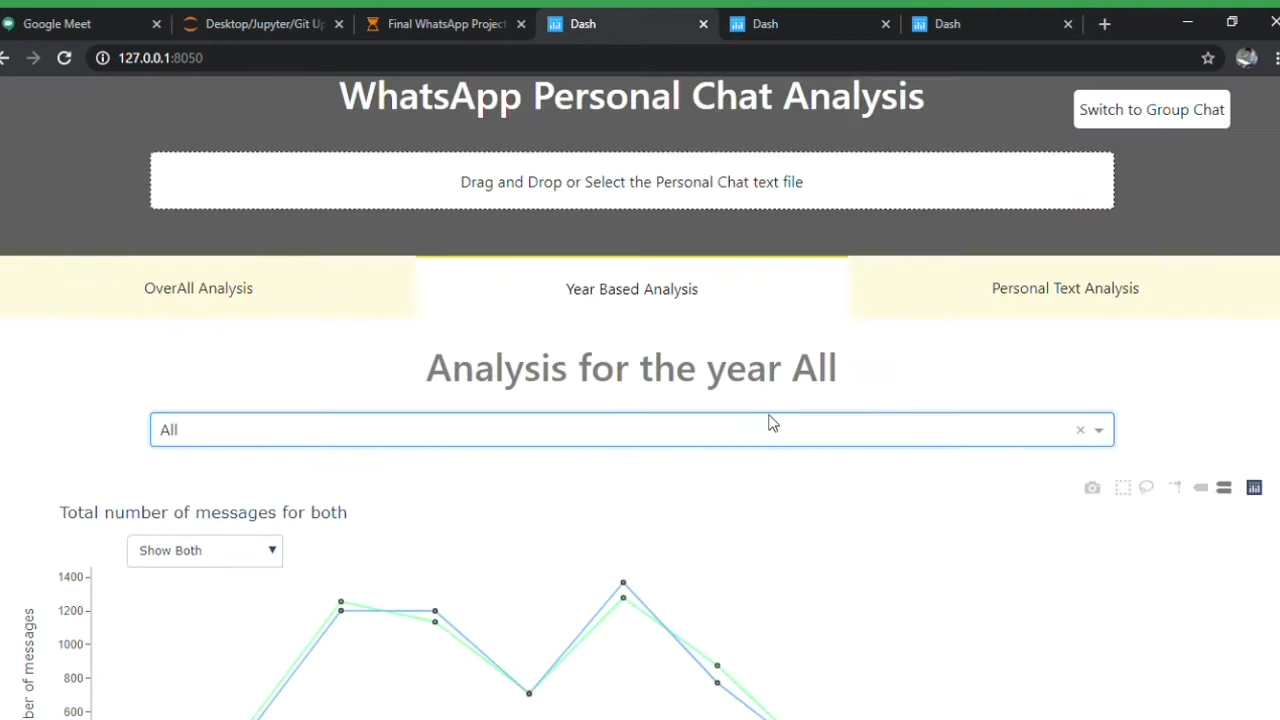 Google Meet
Desktop/Jupyter/Git Up
Final WhatsApp Project
Dash
Dash
Dash
127.0.0.1:8050
WhatsApp Personal Chat Analysis
Switch to Group Chat
Drag and Drop or Select the Personal Chat text file
OverAll Analysis
Year Based Analysis
Personal Text Analysis
Analysis for the year All
All
Total number of messages for both
Show Both
1400
1200
1000
800
600
ber of messages